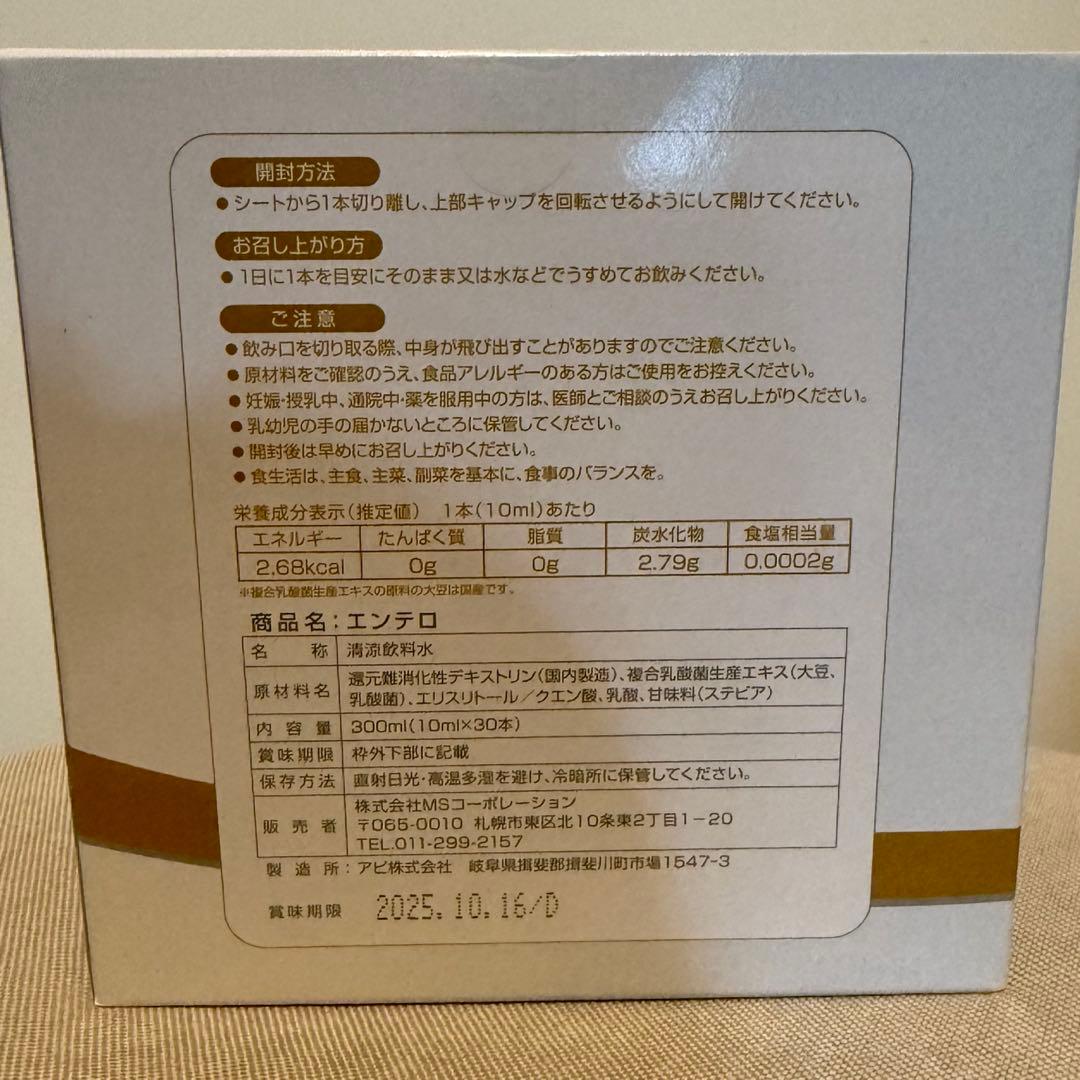 開封方法
●シートから1本切り離し、上部キャップを回転させるようにして開けてください。
お召し上がり方
●1日に1本を目安にそのまま又は水などでうすめてお飲みください。
ご注意
●飲み口を切り取る際、中身が飛び出すことがありますのでご注意ください。
●原材料をご確認のうえ、食品アレルギーのある方はご使用をお控えください。
●妊娠・授乳中、通院中・薬を服用中の方は、医師とご相談のうえお召し上がりください。
●乳幼児の手の届かないところに保管してください。
●開封後は早めにお召し上がりください。
●食生活は、主食、主菜、副菜を基本に、食事のバランスを。
栄養成分表示(推定値) 1本(10ml)あたり
エネルギー たんぱく質 脂質 炭水化物 食塩相当量
2.68kcal 0g 0g 2.79g 0.0002g
※複合乳酸菌生産エキスの原料の大豆は国産です。
商品名:エンテロ
名称 清涼飲料水
原材料名 還元難消化性デキストリン(国内製造)、複合乳酸菌生産エキス(大豆、
乳酸菌)、エリスリトール/クエン酸、乳酸、甘味料(ステビア)
内容量 300ml(10ml×30本)
賞味期限 枠外下部に記載
保存方法 直射日光・高温多湿を避け、冷暗所に保管してください。
販売者 株式会社MSコーポレーション
〒065-0010 札幌市東区北10条東2丁目1-20
TEL.011-299-2157
製造所:アピ株式会社 岐阜県揖斐郡揖斐川町市場1547-3
賞味期限 2025.10.16/D